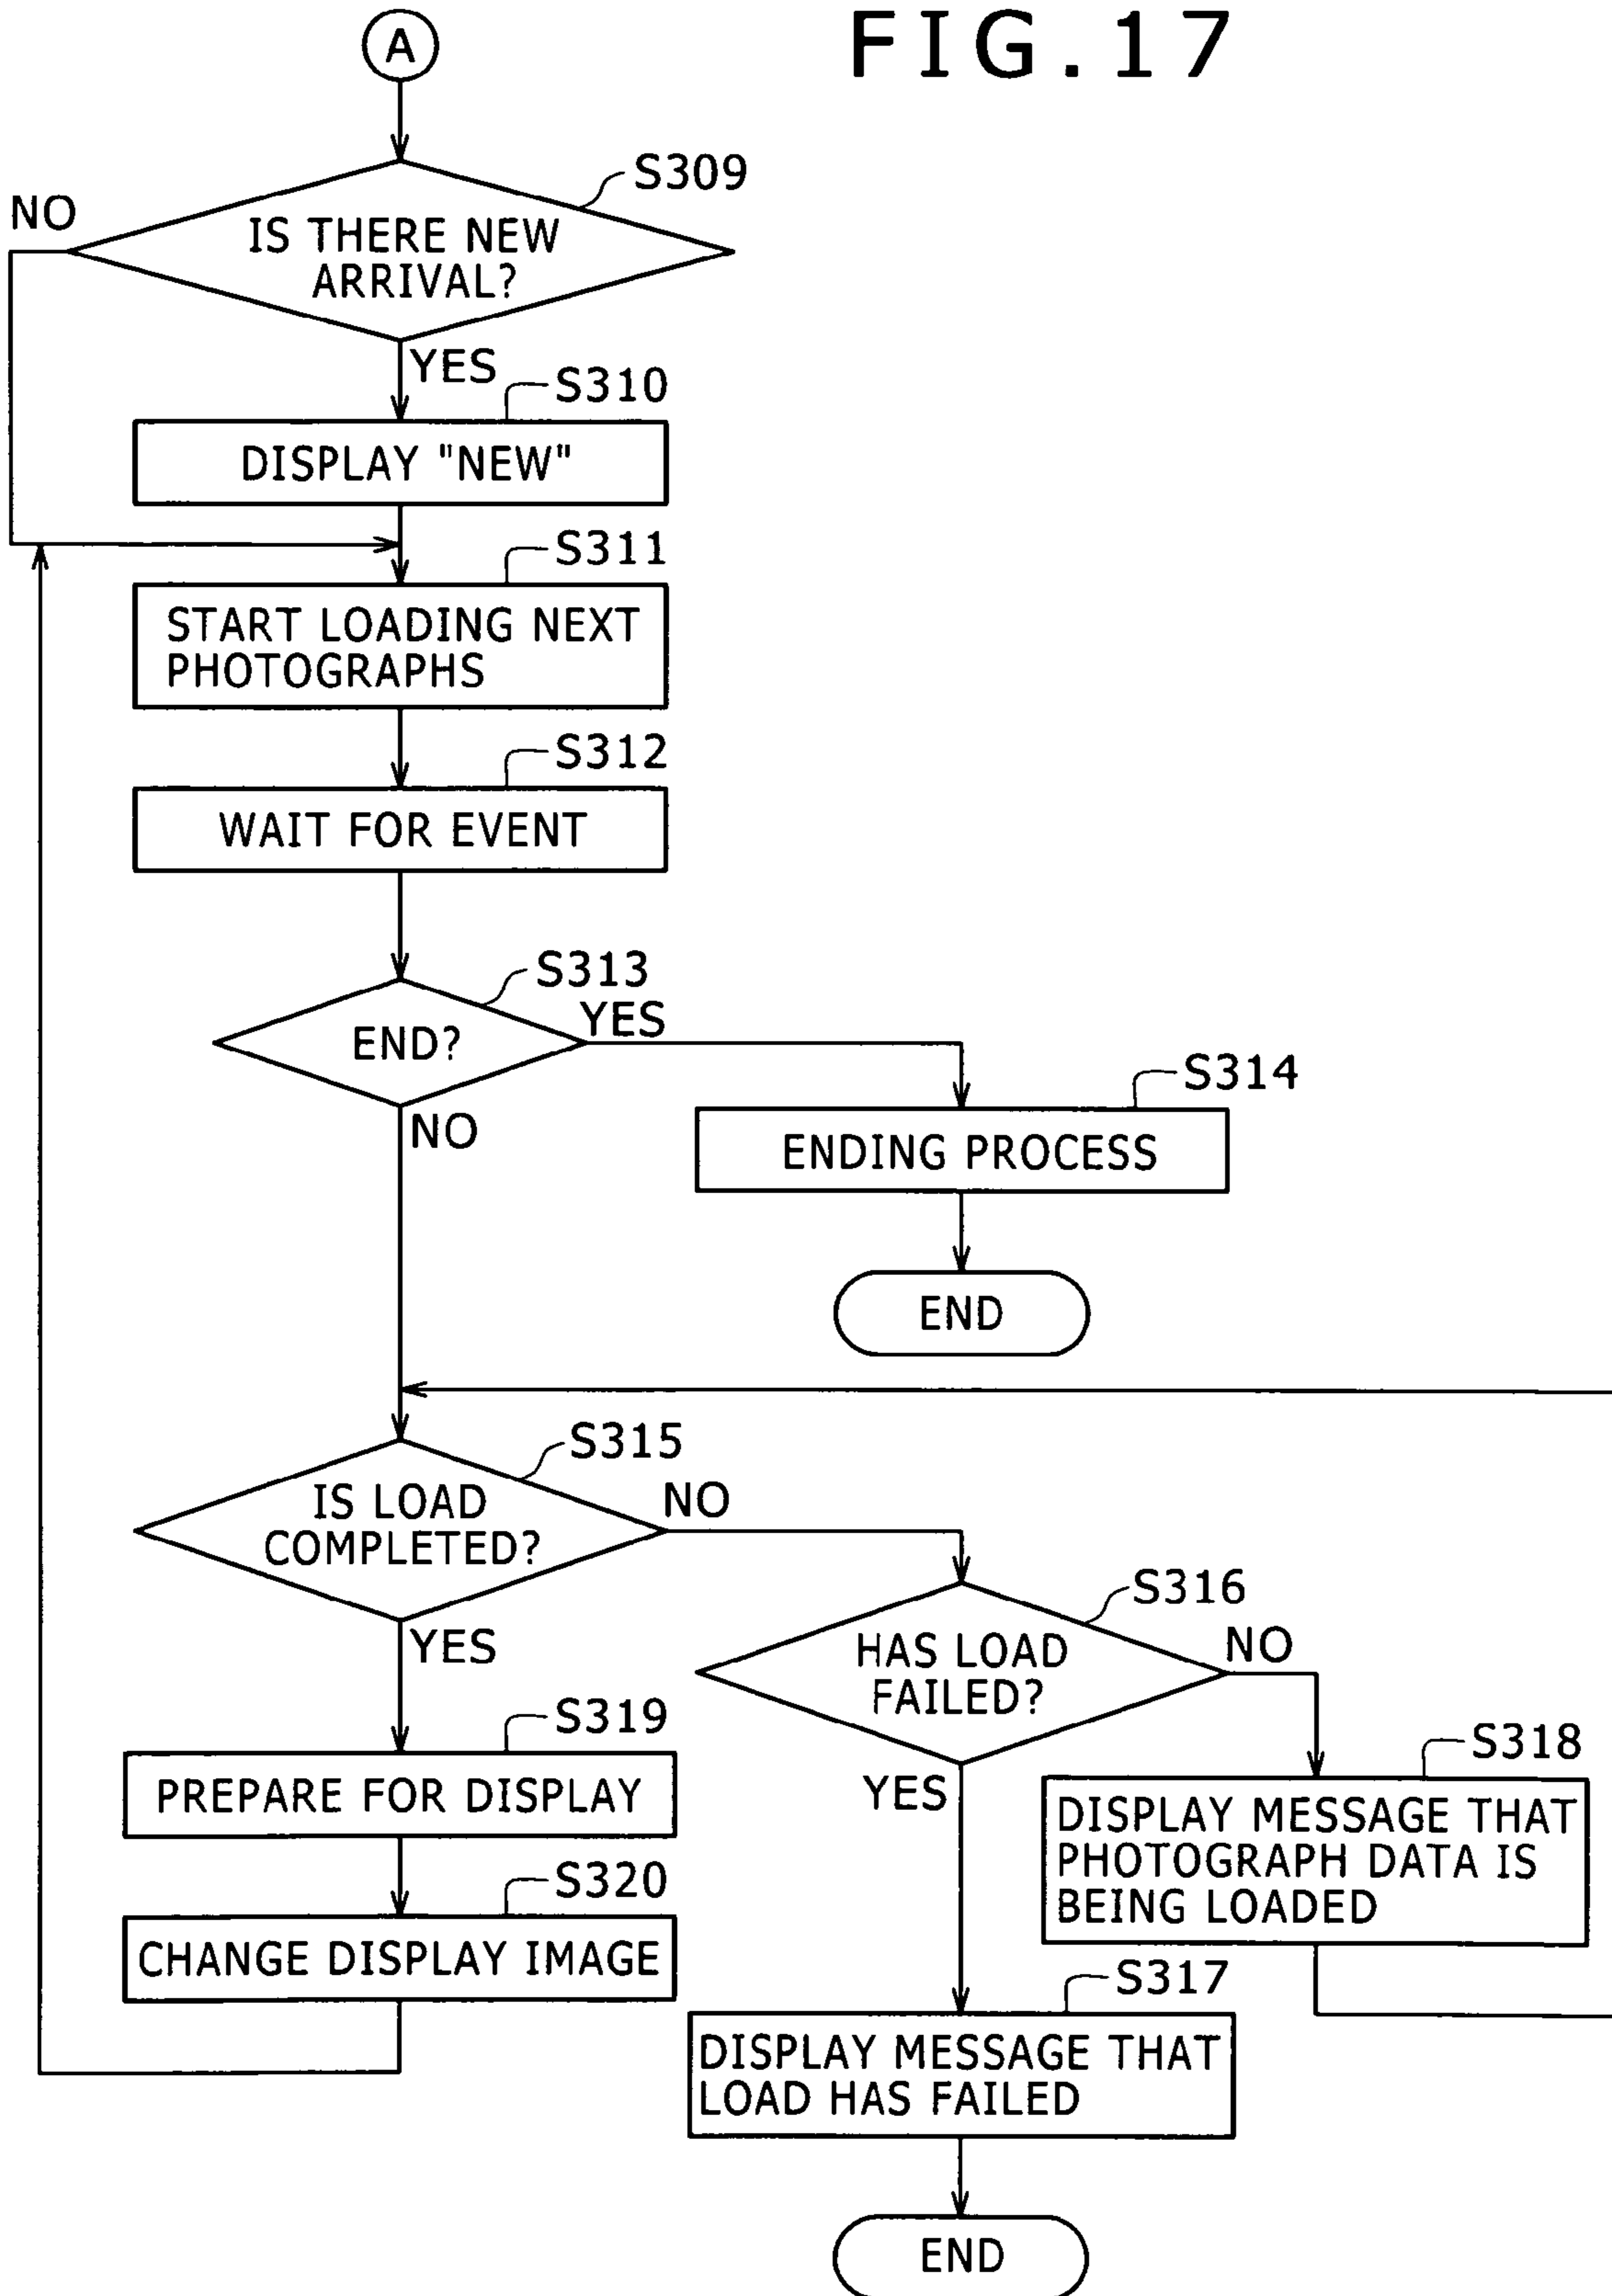 FIG.17
A
S309
NO
IS THERE NEW
ARRIVAL?
YES
S310
DISPLAY "NEW"
S311
START LOADING NEXT
PHOTOGRAPHS
S312
WAIT FOR EVENT
S313
END?
YES
NO
S314
ENDING PROCESS
END
S315
IS LOAD
COMPLETED?
NO
YES
S316
HAS LOAD
FAILED?
NO
YES
S319
PREPARE FOR DISPLAY
S318
DISPLAY MESSAGE THAT
PHOTOGRAPH DATA IS
BEING LOADED
S320
CHANGE DISPLAY IMAGE
S317
DISPLAY MESSAGE THAT
LOAD HAS FAILED
END